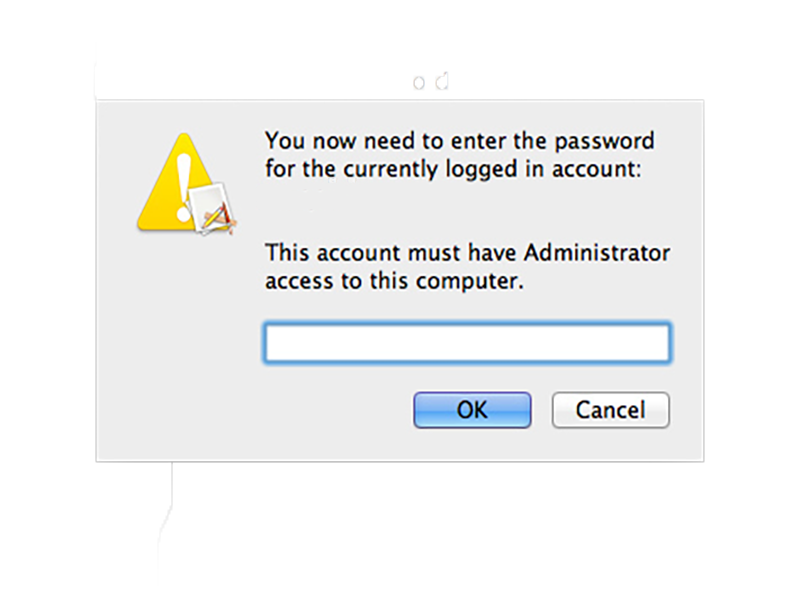 o d
You now need to enter the password
for the currently logged in account:
This account must have Administrator
access to this computer.
OK
Cancel